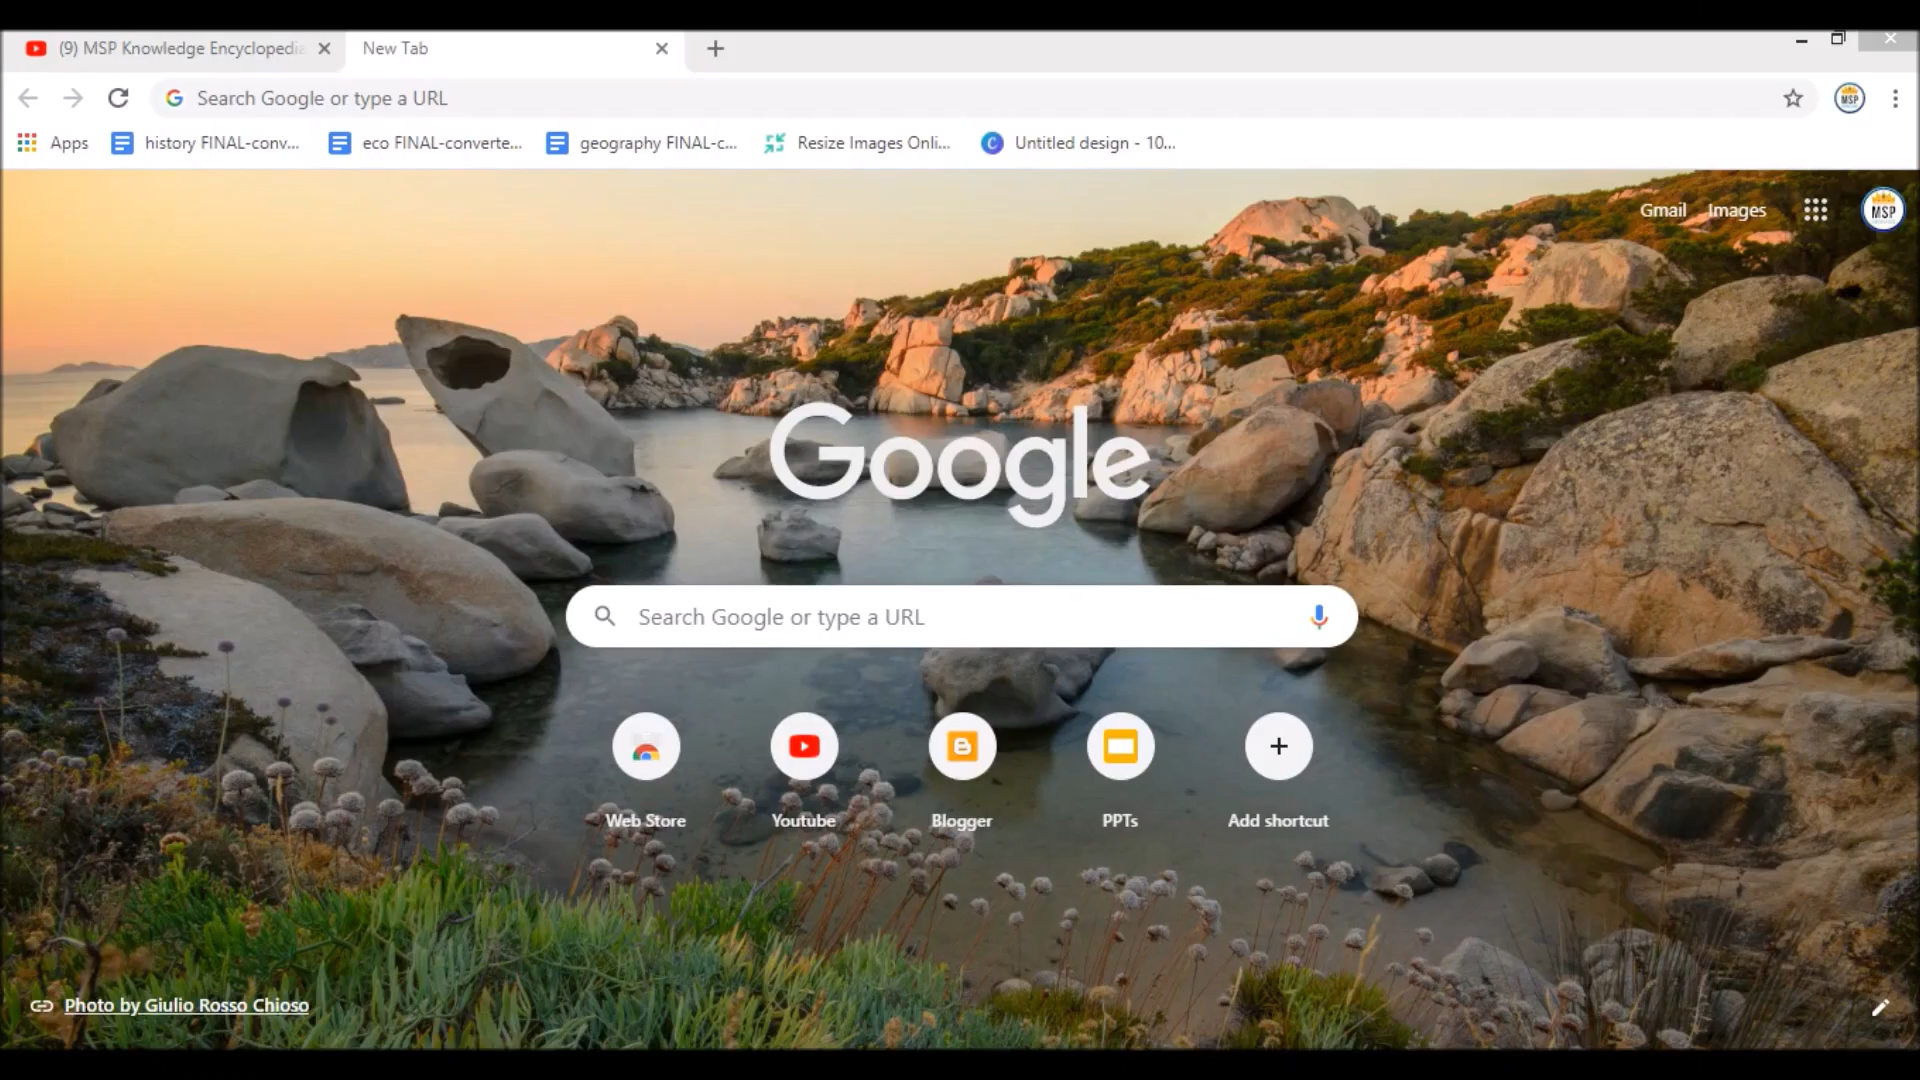 (9) MSP Knowledge Encyclopedia
New Tab
Search Google or type a URL
MSP
Apps
history FINAL-conv...
eco FINAL-converte...
geography FINAL-c...
Resize Images Onli...
Untitled design - 10...
Gmail
Images
MSP
Google
Search Google or type a URL
Web Store
Youtube
Blogger
PPTs
Add shortcut
Photo by Giulio Rosso Chioso